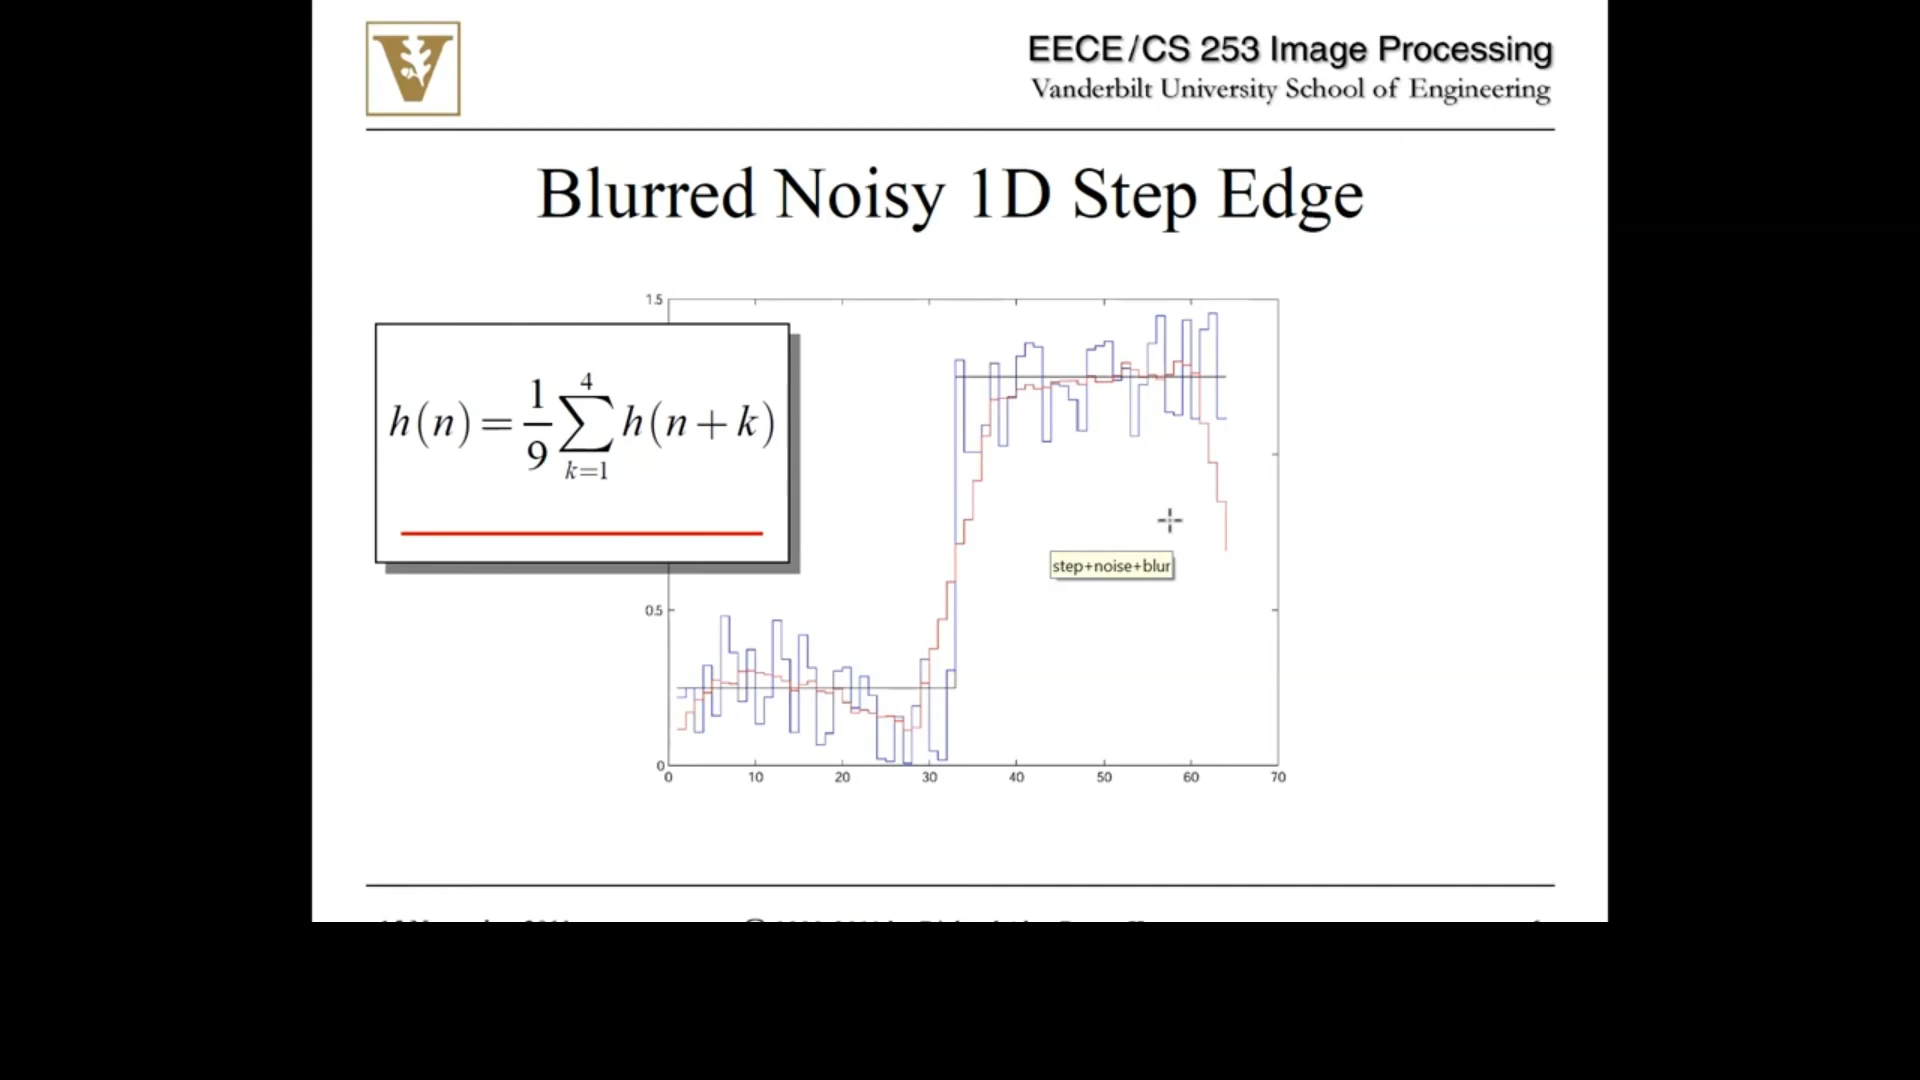 V
EECE/CS 253 Image Processing
Vanderbilt University School of Engineering
Blurred Noisy 1D Step Edge
h(n) = 1/9 ∑ k=1 4 h(n+k)
1.5
0.5
0
0 10 20 30 40 50 60 70
step+noise+blur